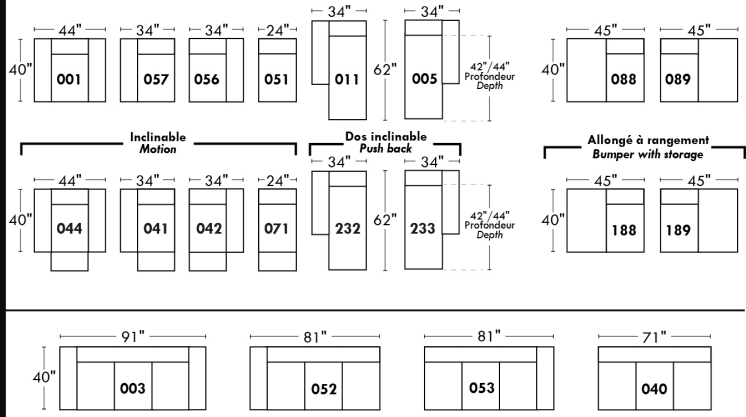 44" 34" 34" 24" 34" 34" 45" 45"
40" 001 057 056 051 011 62" 005 42"/44" 40" 088 089
Profondeur
Depth
Inclinable
Motion
Dos inclinable
Push back
Allongé à rangement
Bumper with storage
44" 34" 34" 24" 34" 34" 45" 45"
40" 044 041 042 071 232 62" 233 42"/44" 40" 188 189
Profondeur
Depth
91" 81" 81" 71"
40" 003 052 053 040